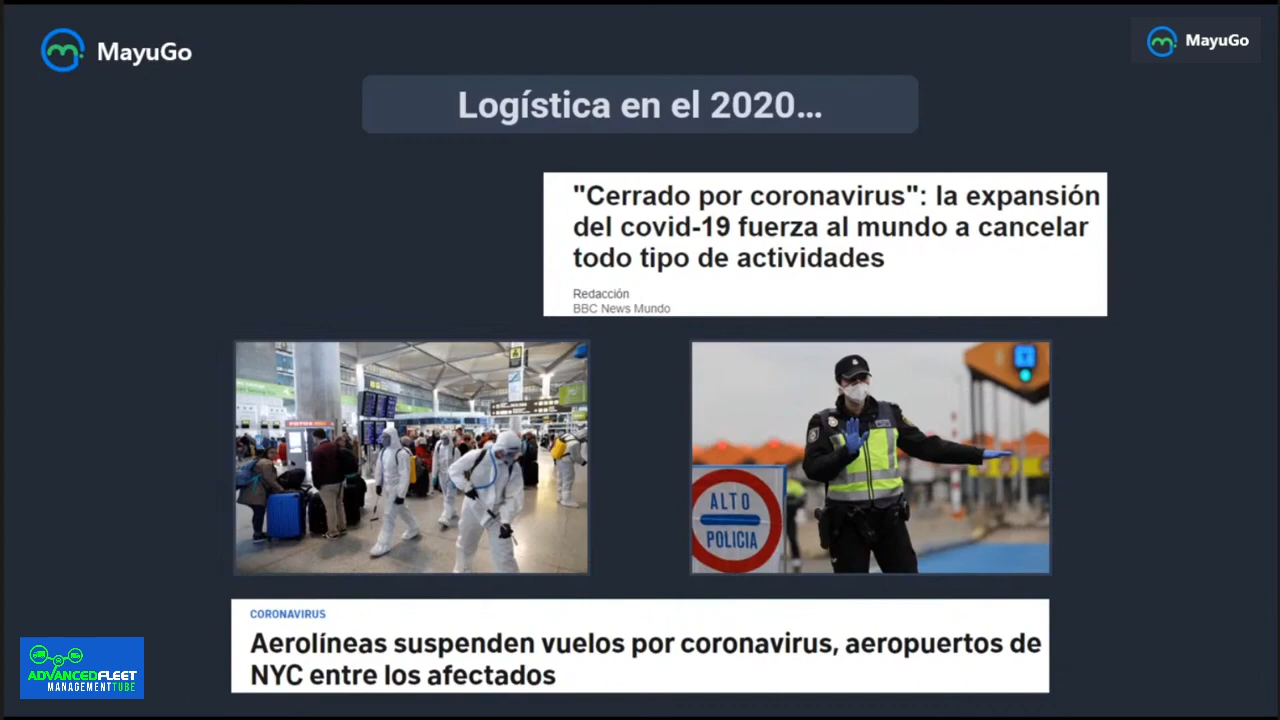 MayuGo
MayuGo
Logística en el 2020...
"Cerrado por coronavirus": la expansión
del covid-19 fuerza al mundo a cancelar
todo tipo de actividades
Redacción
BBC News Mundo
ALTO
POLICIA
CORONAVIRUS
Aerolíneas suspenden vuelos por coronavirus, aeropuertos de
NYC entre los afectados
ADVANCEDFLEET
MANAGEMENTTUBE